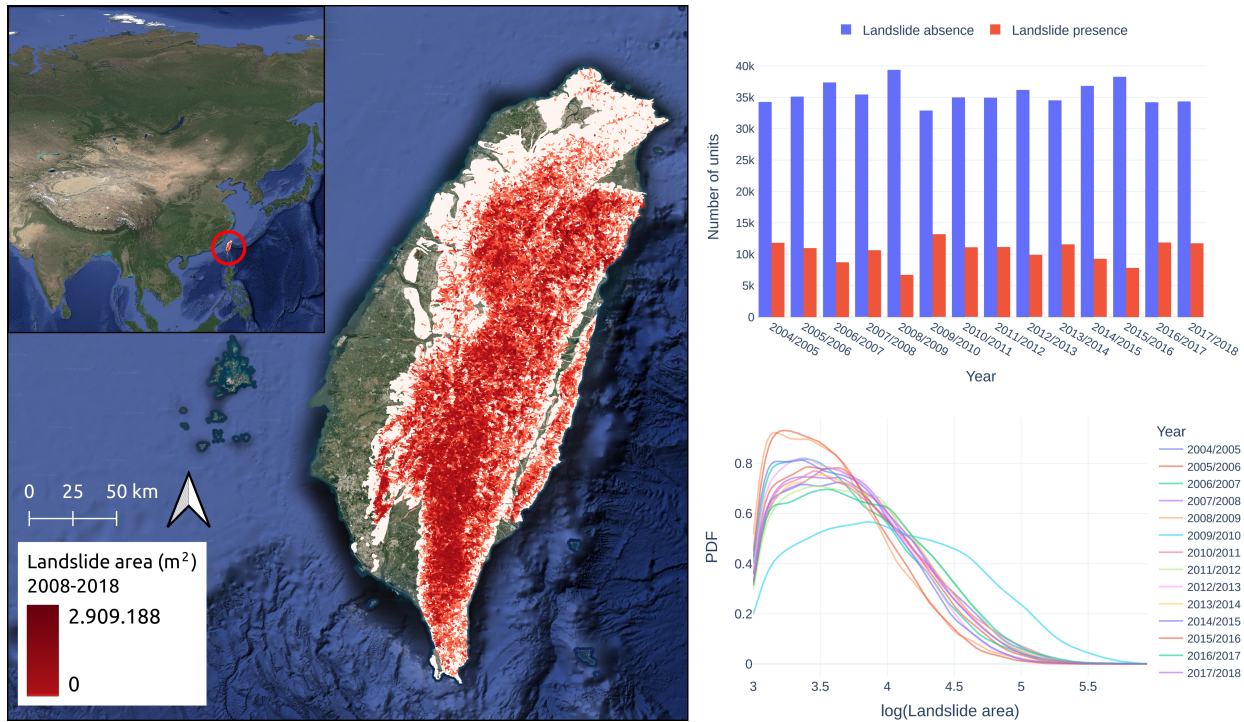 0 25 50 km
Landslide area (m²)
2008-2018
2.909.188
0
Landslide absence Landslide presence
40k
35k
30k
25k
20k
15k
10k
5k
0
Number of units
2004/2005 2005/2006 2006/2007 2007/2008 2008/2009 2009/2010 2010/2011 2011/2012 2012/2013 2013/2014 2014/2015 2015/2016 2016/2017 2017/2018
Year
0.8
0.6
0.4
0.2
0
PDF
3 3.5 4 4.5 5 5.5
log(Landslide area)
Year
2004/2005
2005/2006
2006/2007
2007/2008
2008/2009
2009/2010
2010/2011
2011/2012
2012/2013
2013/2014
2014/2015
2015/2016
2016/2017
2017/2018